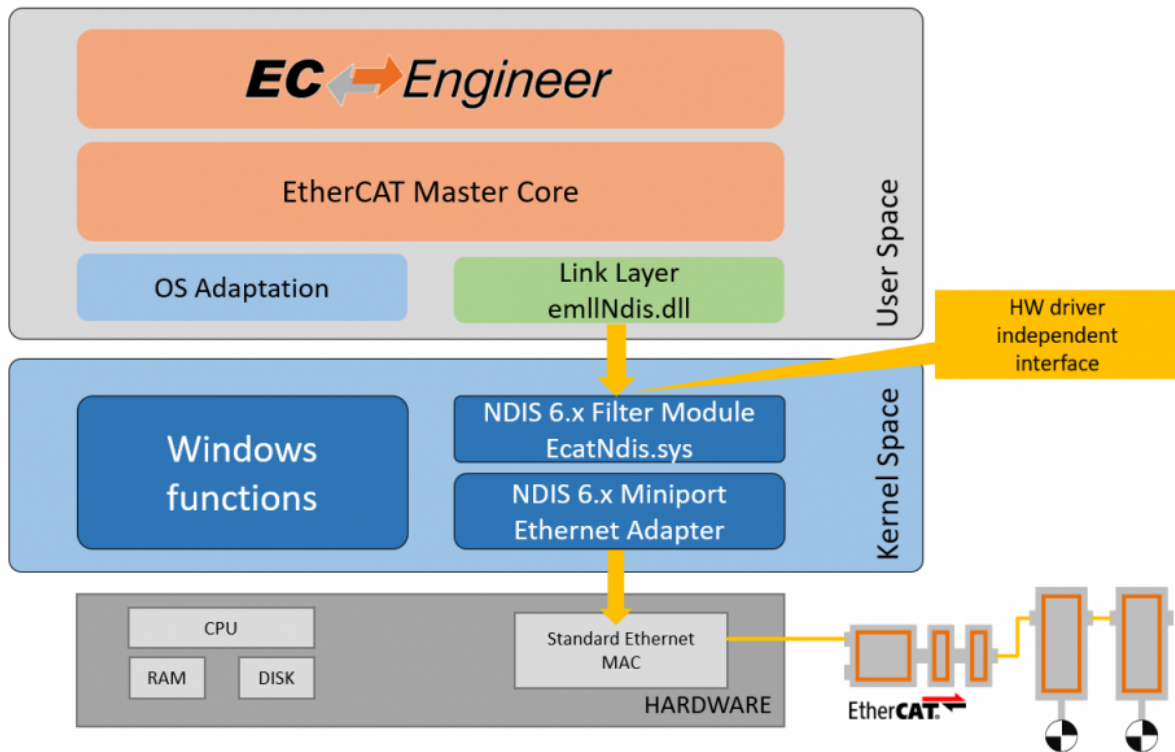 EC Engineer
EtherCAT Master Core
OS Adaptation
Link Layer
emllNdis.dll
User Space
HW driver
independent
interface
Windows
functions
NDIS 6.x Filter Module
EcatNdis.sys
NDIS 6.x Miniport
Ethernet Adapter
Kernel Space
CPU
RAM
DISK
Standard Ethernet
MAC
HARDWARE
EtherCAT®